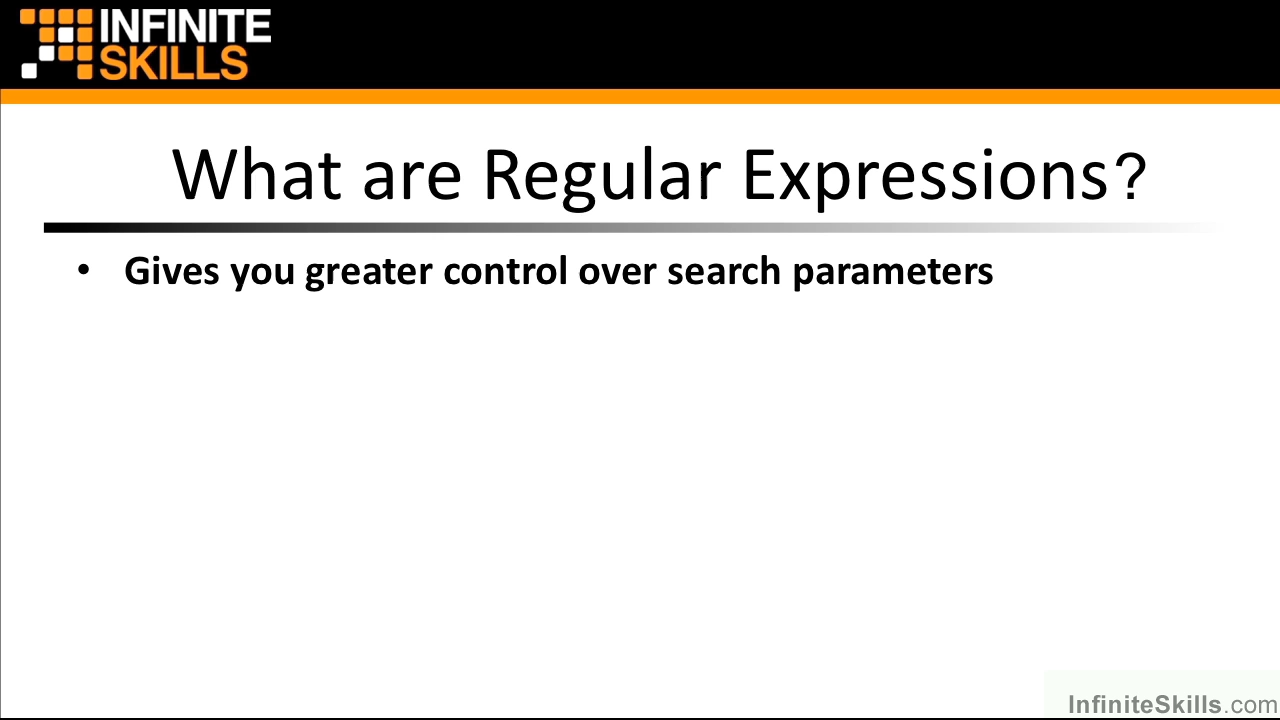 INFINITE
SKILLS
What are Regular Expressions?
• Gives you greater control over search parameters
InfiniteSkills.com